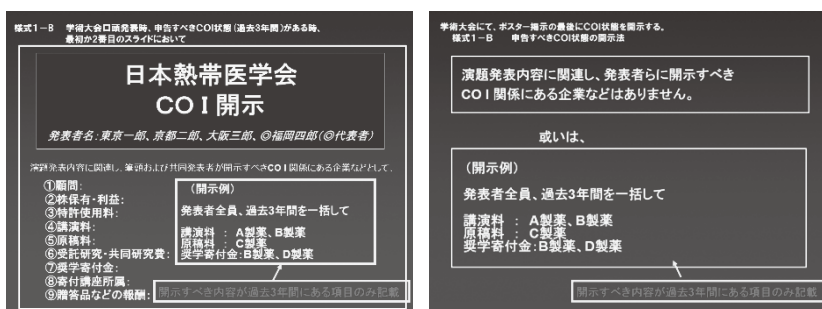 様式1-B 学術大会口頭発表時、申告すべきCOI状態(過去3年間)がある時、
最初か2番目のスライドにおいて
日本熱帯医学会
COI開示
発表者名:東京一郎、京都二郎、大阪三郎、◎福岡四郎(◎代表者)
演題発表内容に関連し、筆頭および共同発表者が開示すべきCOI関係にある企業などとして、
①顧問:
②株保有・利益:
③特許使用料:
④講演料:
⑤原稿料:
⑥受託研究・共同研究費:
⑦奨学寄付金:
⑧寄付講座所属:
⑨贈答品などの報酬:
(開示例)
発表者全員、過去3年間を一括して
講演料 : A製薬、B製薬
原稿料 : C製薬
奨学寄付金:B製薬、D製薬
開示すべき内容が過去3年間にある項目のみ記載
学術大会にて、ポスター掲示の最後にCOI状態を開示する。
様式1-B 申告すべきCOI状態の開示法
演題発表内容に関連し、発表者らに開示すべき
COI関係にある企業などはありません。
或いは、
(開示例)
発表者全員、過去3年間を一括して
講演料 : A製薬、B製薬
原稿料 : C製薬
奨学寄付金:B製薬、D製薬
開示すべき内容が過去3年間にある項目のみ記載